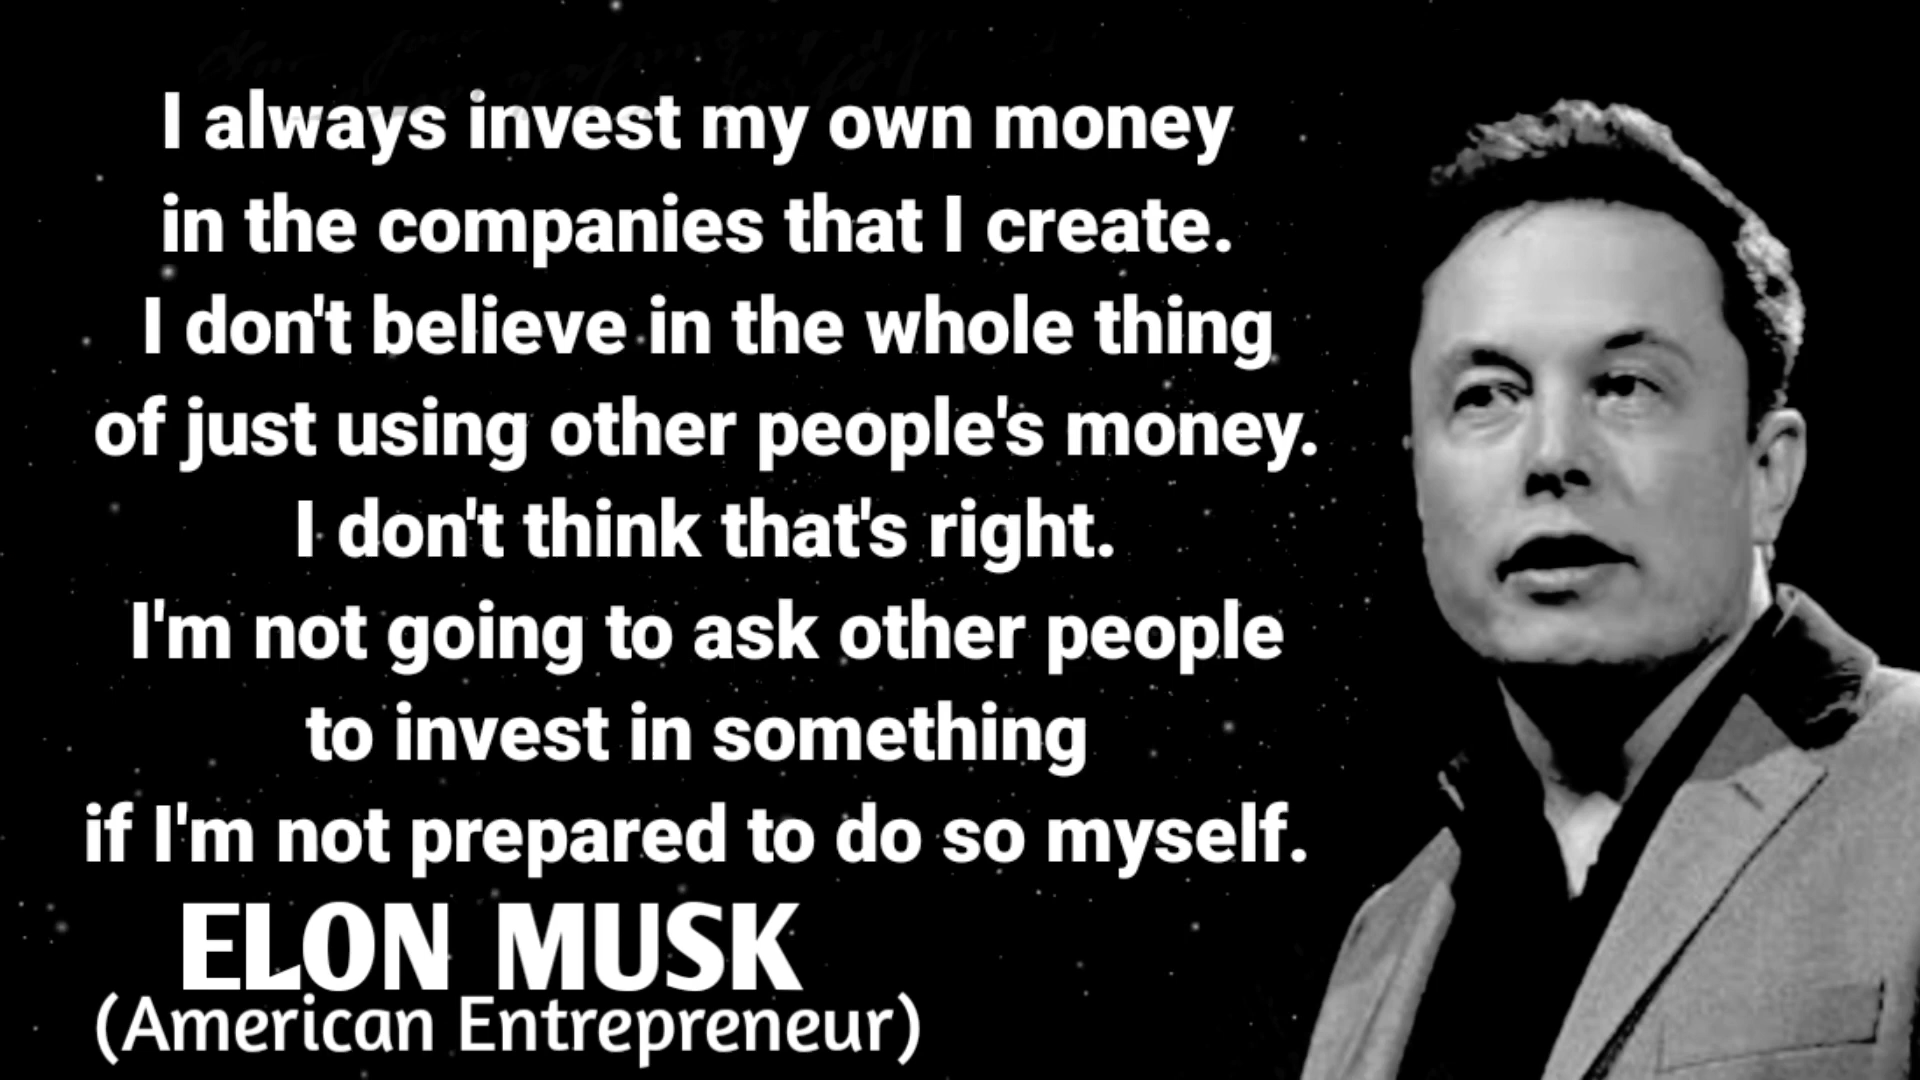 I always invest my own money
in the companies that I create.
I don't believe in the whole thing
of just using other people's money.
I don't think that's right.
I'm not going to ask other people
to invest in something
if I'm not prepared to do so myself.
ELON MUSK
(American Entrepreneur)